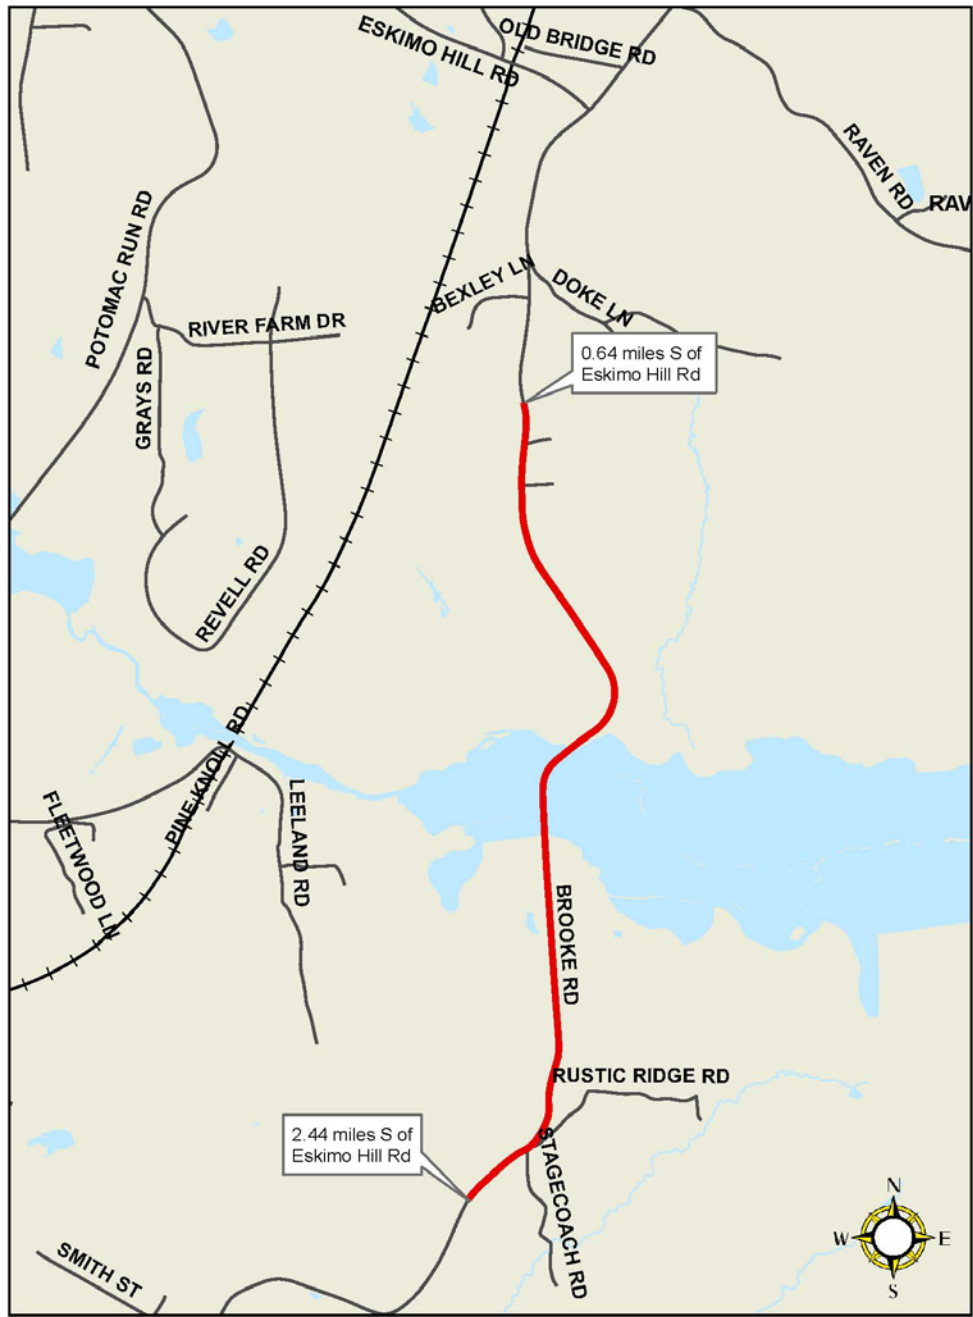 OLD BRIDGE RD
ESKIMO HILL RD
RAVEN RD
RAV
POTOMAC RUN RD
BEXLEY LN
DOKE LN
RIVER FARM DR
GRAYS RD
0.64 miles S of
Eskimo Hill Rd
REVELL RD
PINE KNOLL RD
FLEETWOOD LN
LEELAND RD
BROOKE RD
RUSTIC RIDGE RD
2.44 miles S of
Eskimo Hill Rd
STAGECOACH RD
SMITH ST
N
W
E
S